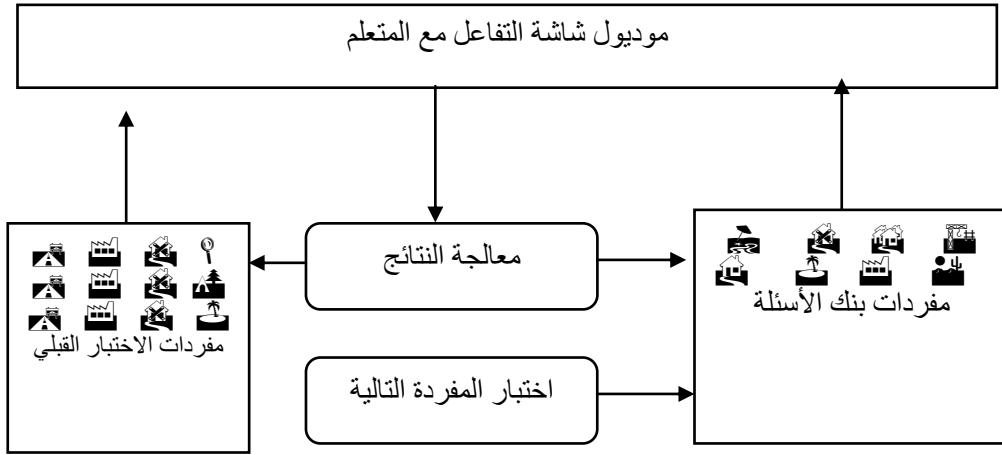 موديول شاشة التفاعل مع المتعلم
معالجة النتائج
مفردات بنك الأسئلة
مفردات الاختبار القبلي
اختبار المفردة التالية